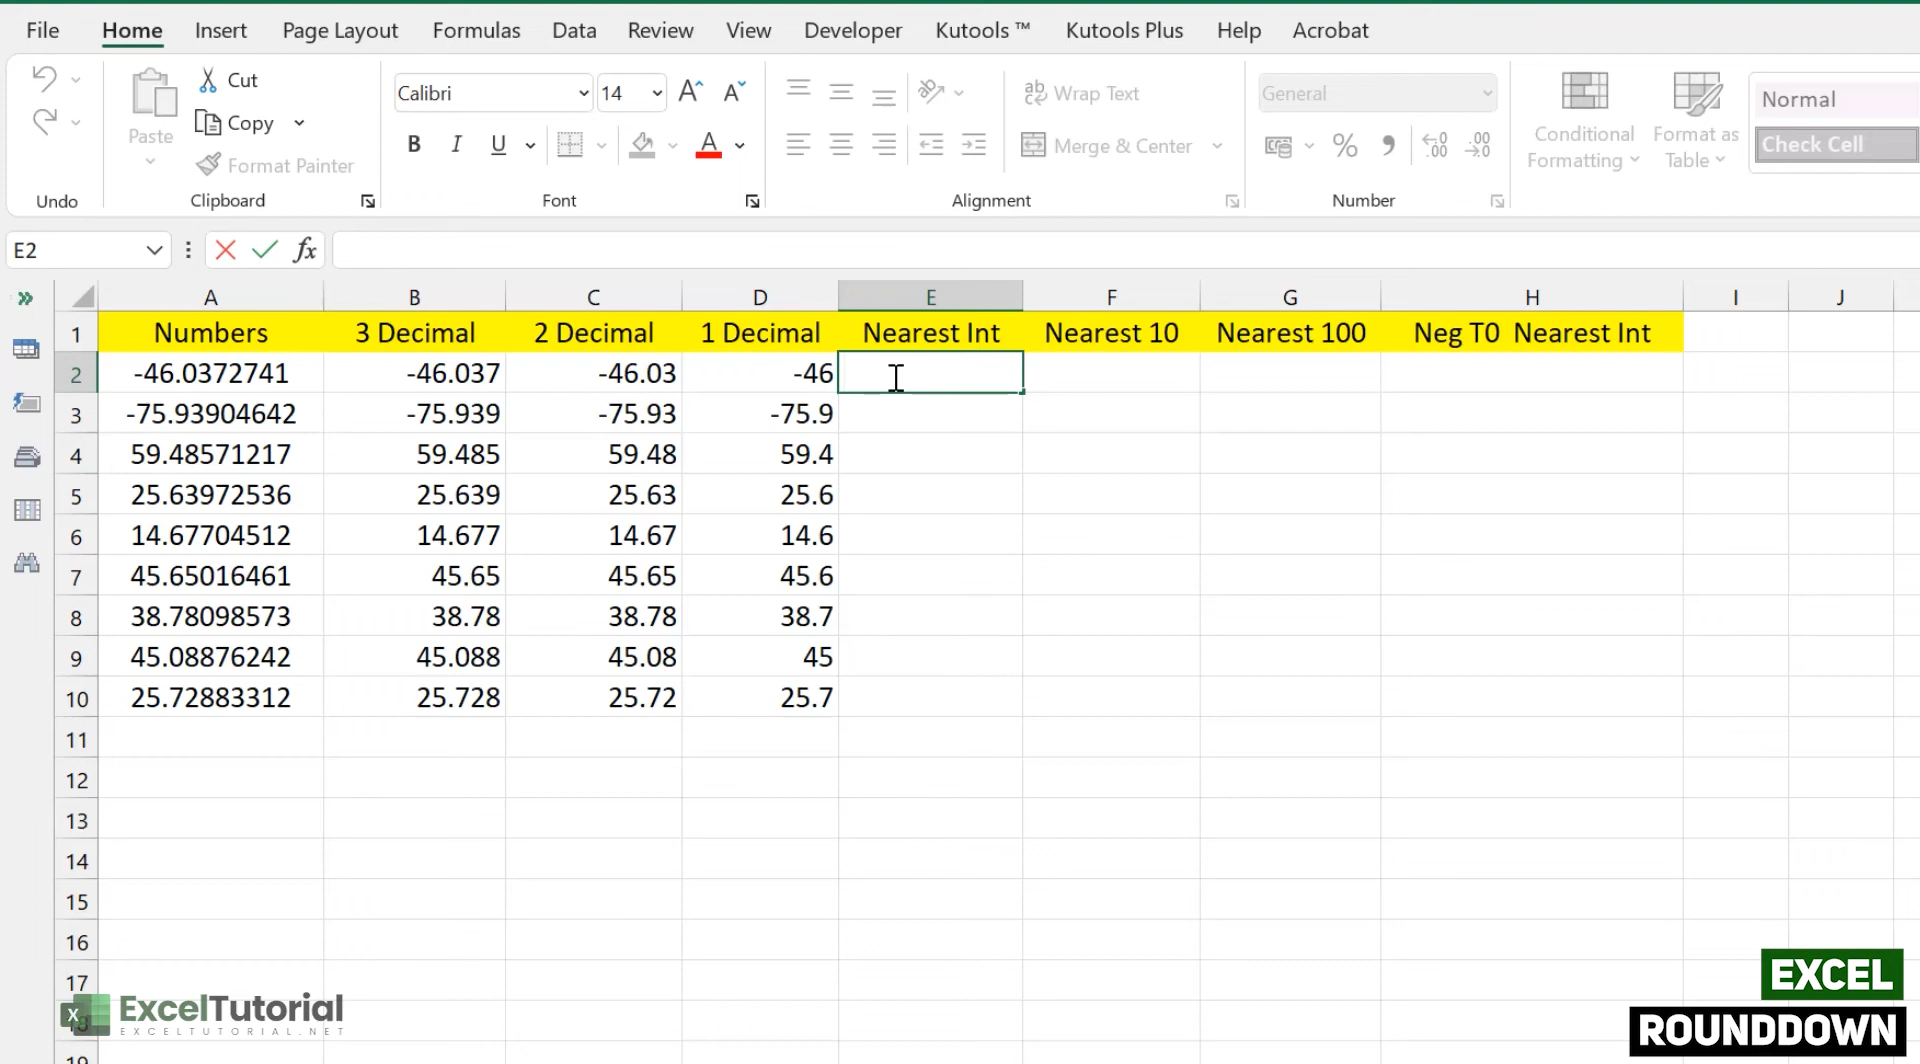 File Home Insert Page Layout Formulas Data Review View Developer Kutools ™ Kutools Plus Help Acrobat
Cut
Copy
Format Painter
Paste
Undo
Clipboard
Calibri 14
B I U
Font
Wrap Text
Merge & Center
Alignment
General
Number
Conditional Formatting
Format as Table
Normal
Check Cell
E2 fx
A B C D E F G H I J
1 Numbers 3 Decimal 2 Decimal 1 Decimal Nearest Int Nearest 10 Nearest 100 Neg T0 Nearest Int
2 -46.0372741 -46.037 -46.03 -46
3 -75.93904642 -75.939 -75.93 -75.9
4 59.48571217 59.485 59.48 59.4
5 25.63972536 25.639 25.63 25.6
6 14.67704512 14.677 14.67 14.6
7 45.65016461 45.65 45.65 45.6
8 38.78098573 38.78 38.78 38.7
9 45.08876242 45.088 45.08 45
10 25.72883312 25.728 25.72 25.7
11
12
13
14
15
16
17
ExcelTutorial
EXCELTUTORIAL.NET
EXCEL
ROUNDDOWN